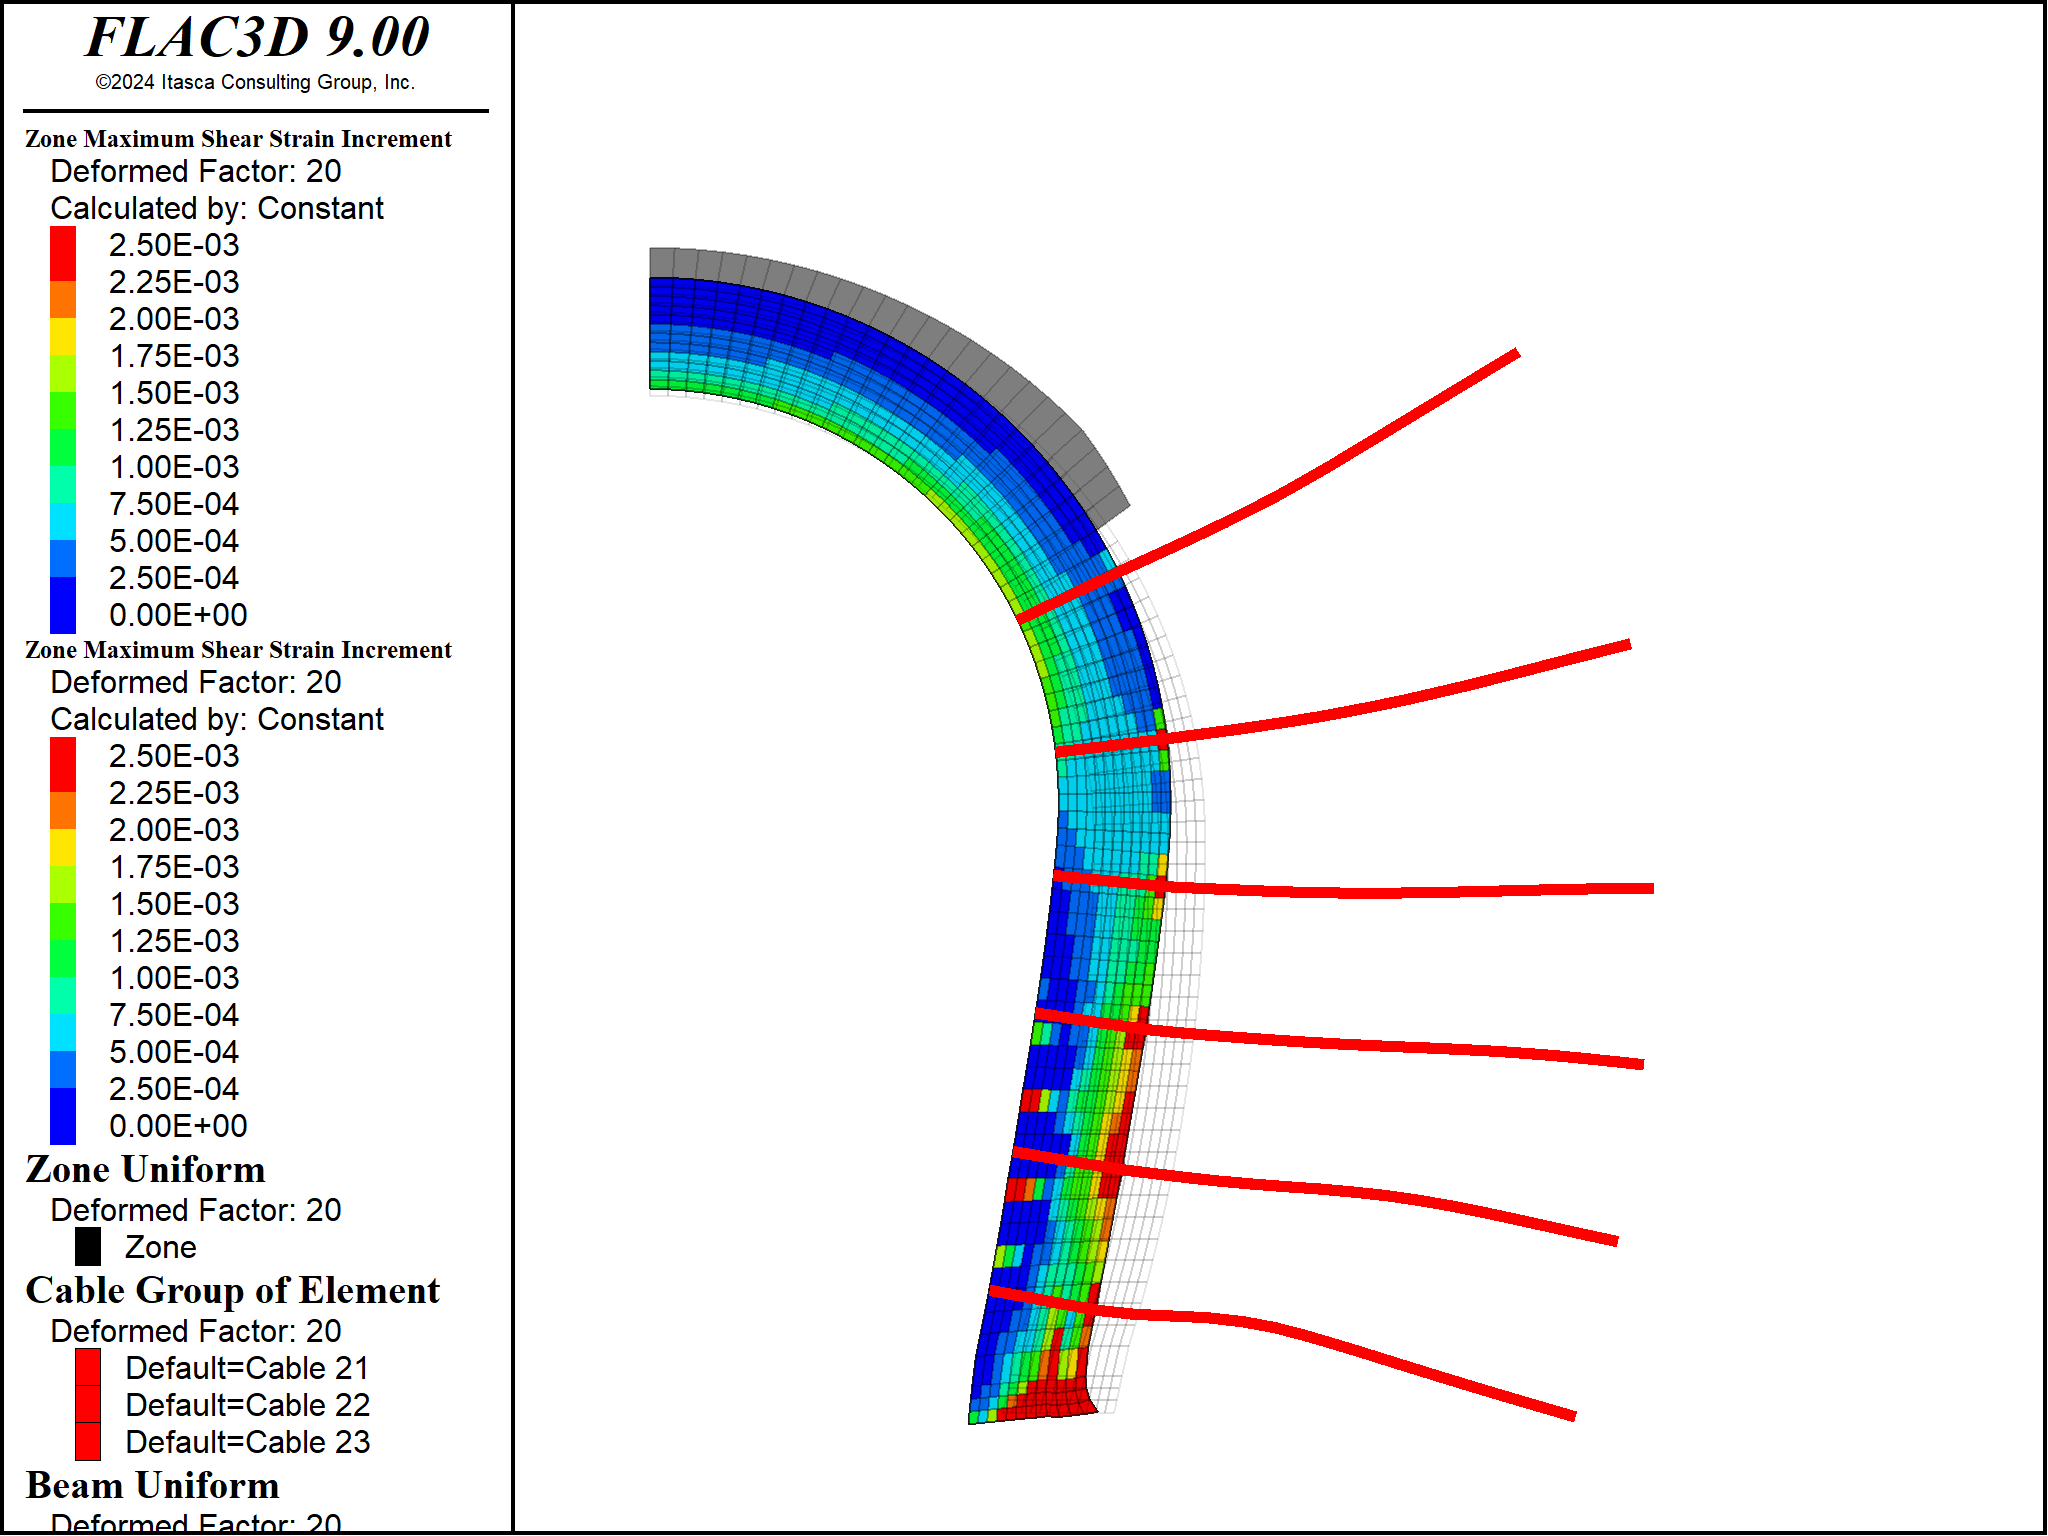 FLAC3D 9.00
©2024 Itasca Consulting Group, Inc.
Zone Maximum Shear Strain Increment
Deformed Factor: 20
Calculated by: Constant
2.50E-03
2.25E-03
2.00E-03
1.75E-03
1.50E-03
1.25E-03
1.00E-03
7.50E-04
5.00E-04
2.50E-04
0.00E+00
Zone Maximum Shear Strain Increment
Deformed Factor: 20
Calculated by: Constant
2.50E-03
2.25E-03
2.00E-03
1.75E-03
1.50E-03
1.25E-03
1.00E-03
7.50E-04
5.00E-04
2.50E-04
0.00E+00
Zone Uniform
Deformed Factor: 20
Zone
Cable Group of Element
Deformed Factor: 20
Default=Cable 21
Default=Cable 22
Default=Cable 23
Beam Uniform
Deformed Factor: 20